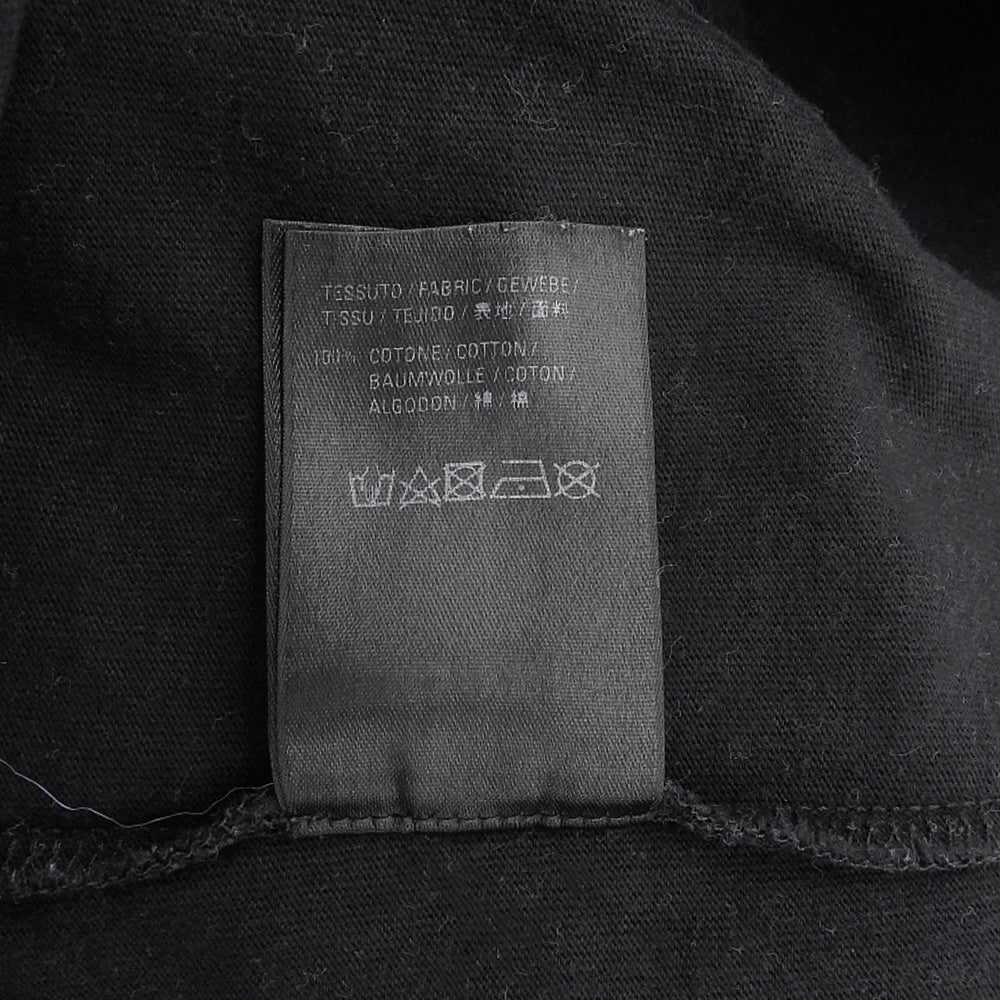 TESSUTO / FABRIC / GEWEBE /
TISSU / TEJIDO / 表地 / 面料
100% COTONE / COTTON /
BAUMWOLLE / COTON /
ALGODON / 綿 / 棉